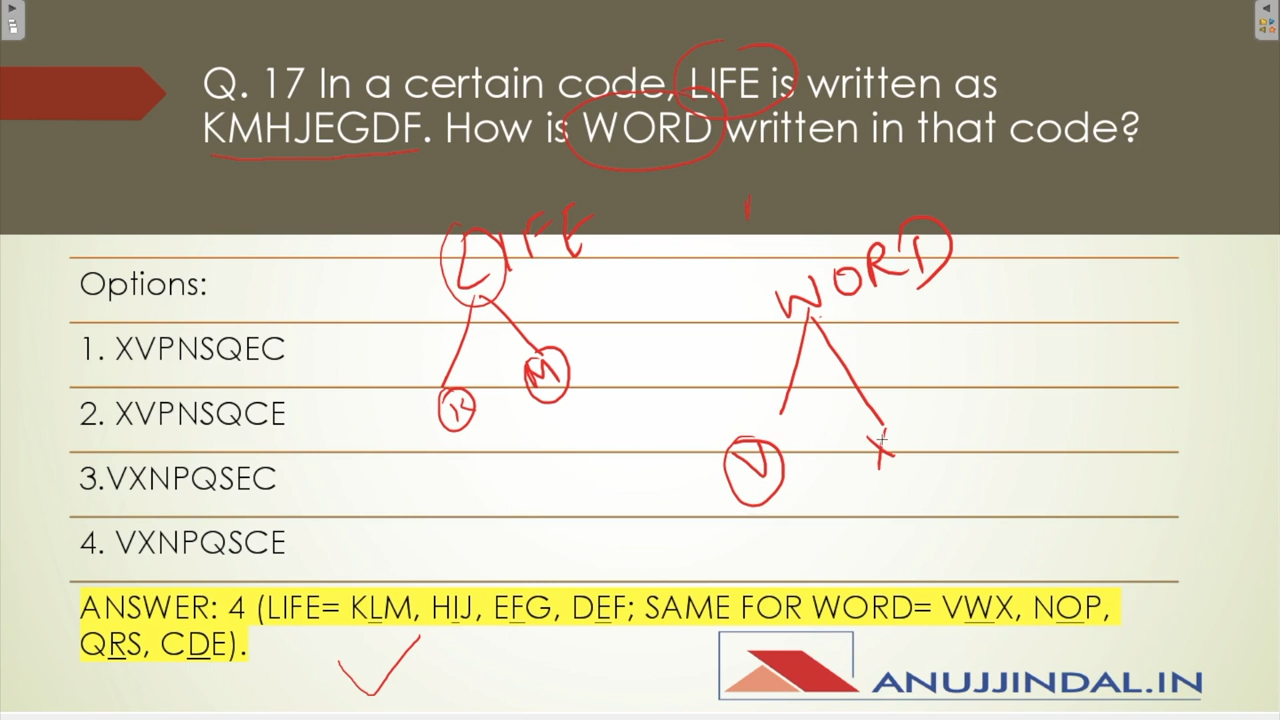 Q. 17 In a certain code, LIFE is written as
KMHJEGDF. How is WORD written in that code?
LIFE
WORD
Options:
1. XVPNSQEC
K
M
2. XVPNSQCE
V
X
3.VXNPQSEC
4. VXNPQSCE
ANSWER: 4 (LIFE= KLM, HIJ, EFG, DEF; SAME FOR WORD= VWX, NOP,
QRS, CDE).
ANUJJINDAL.IN